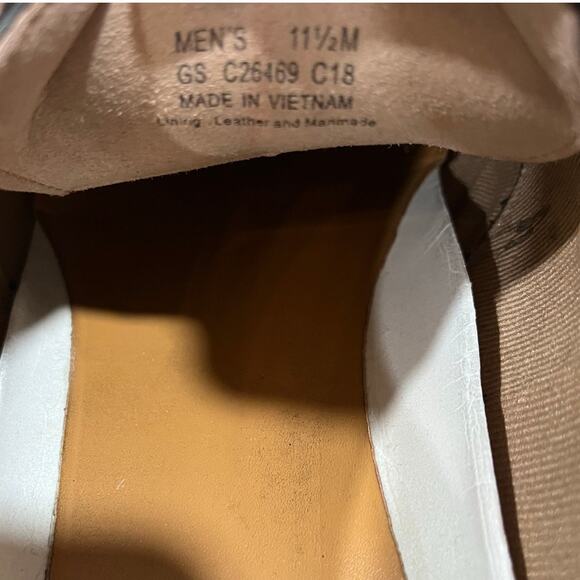 MEN'S 11½M
GS C26469 C18
MADE IN VIETNAM
Lining : Leather and Manmade